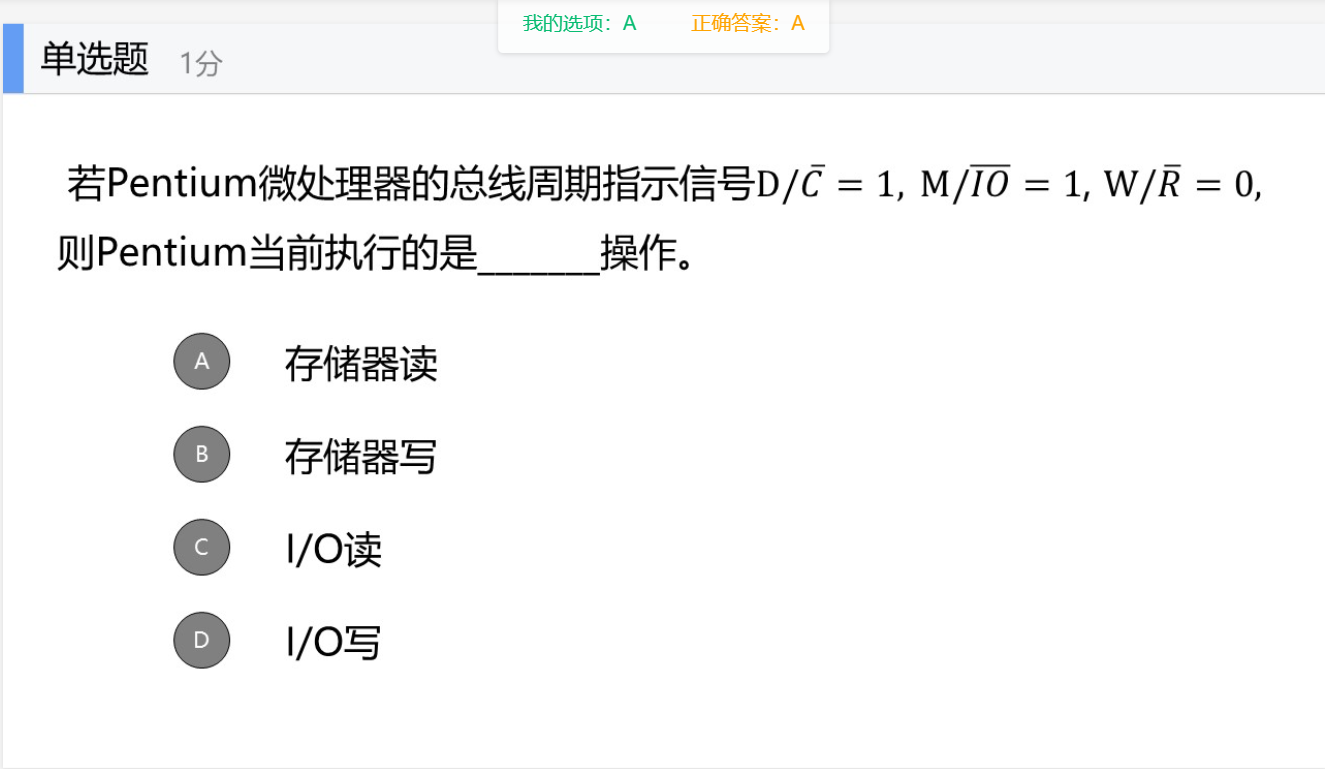 我的选项：A 正确答案：A
单选题 1分
若Pentium微处理器的总线周期指示信号D/C̅ = 1, M/I̅O̅ = 1, W/R̅ = 0,
则Pentium当前执行的是_______操作。
A 存储器读
B 存储器写
C I/O读
D I/O写